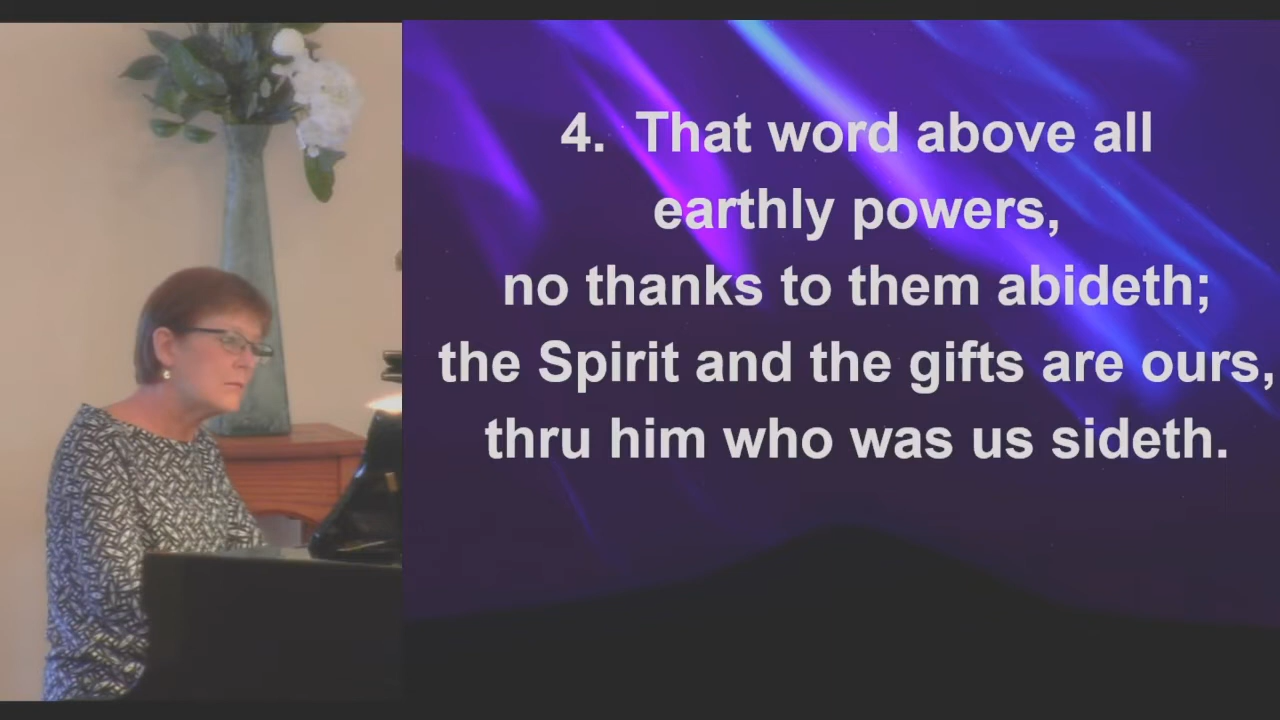 4. That word above all
earthly powers,
no thanks to them abideth;
the Spirit and the gifts are ours,
thru him who was us sideth.